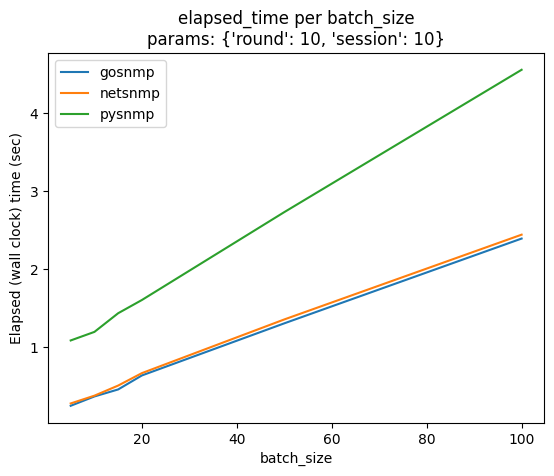 elapsed_time per batch_size
params: {'round': 10, 'session': 10}
gosnmp
netsnmp
pysnmp
Elapsed (wall clock) time (sec)
4
3
2
1
20
40
60
80
100
batch_size